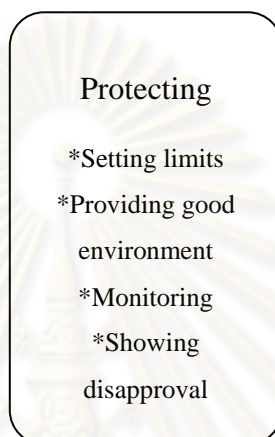 Protecting
*Setting limits
*Providing good
environment
*Monitoring
*Showing
disapproval